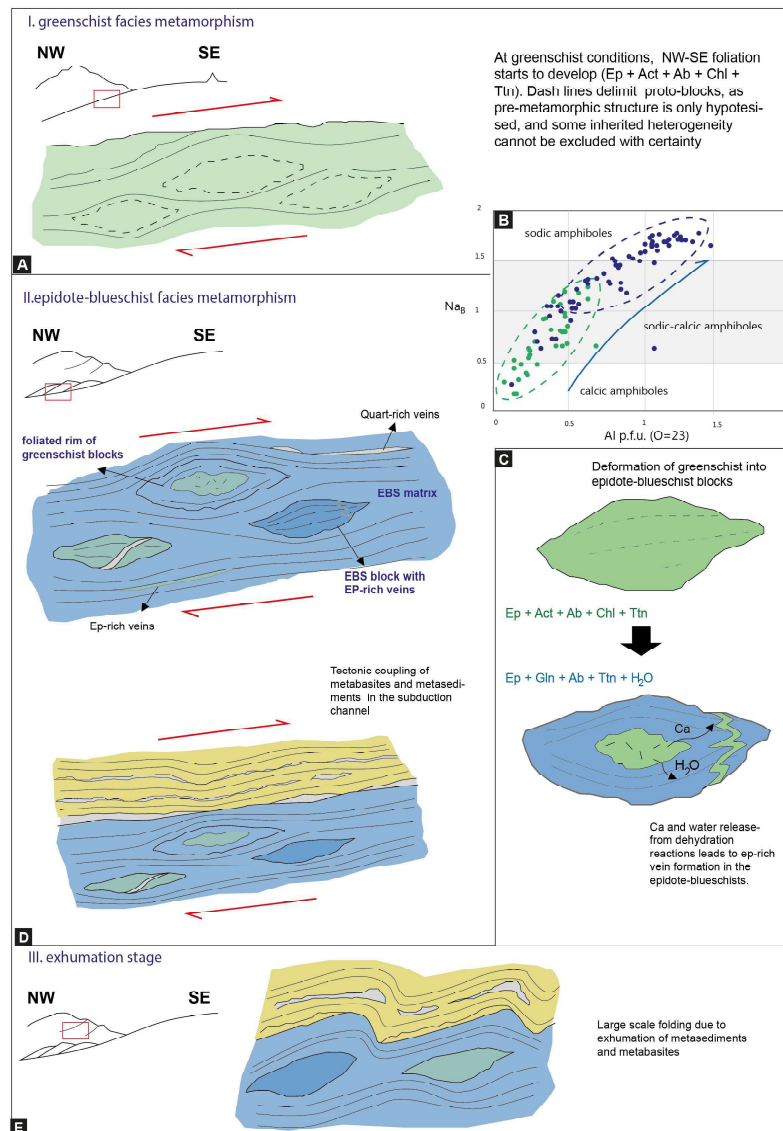 I. greenschist facies metamorphism
NW
SE
At greenschist conditions, NW-SE foliation
starts to develop (Ep + Act + Ab + Chl +
Ttn). Dash lines delimit proto-blocks, as
pre-metamorphic structure is only hypotesi-
sed, and some inherited heterogeneity
cannot be excluded with certainty
A
B
2
1.5
1
0.5
0
NaB
sodic amphiboles
sodic-calcic amphiboles
calcic amphiboles
0
0.5
1.0
1.5
Al p.f.u. (O=23)
II.epidote-blueschist facies metamorphism
NW
SE
Quart-rich veins
foliated rim of
greenschist blocks
EBS matrix
EBS block with
EP-rich veins
Ep-rich veins
C
Deformation of greenschist into
epidote-blueschist blocks
Ep + Act + Ab + Chl + Ttn
Ep + Gln + Ab + Ttn + H2O
Ca
H2O
Ca and water release-
from dehydration
reactions leads to ep-rich
vein formation in the
epidote-blueschists.
Tectonic coupling of
metabasites and metasedi-
ments in the subduction
channel
D
III. exhumation stage
NW
SE
Large scale folding due to
exhumation of metasediments
and metabasites
E